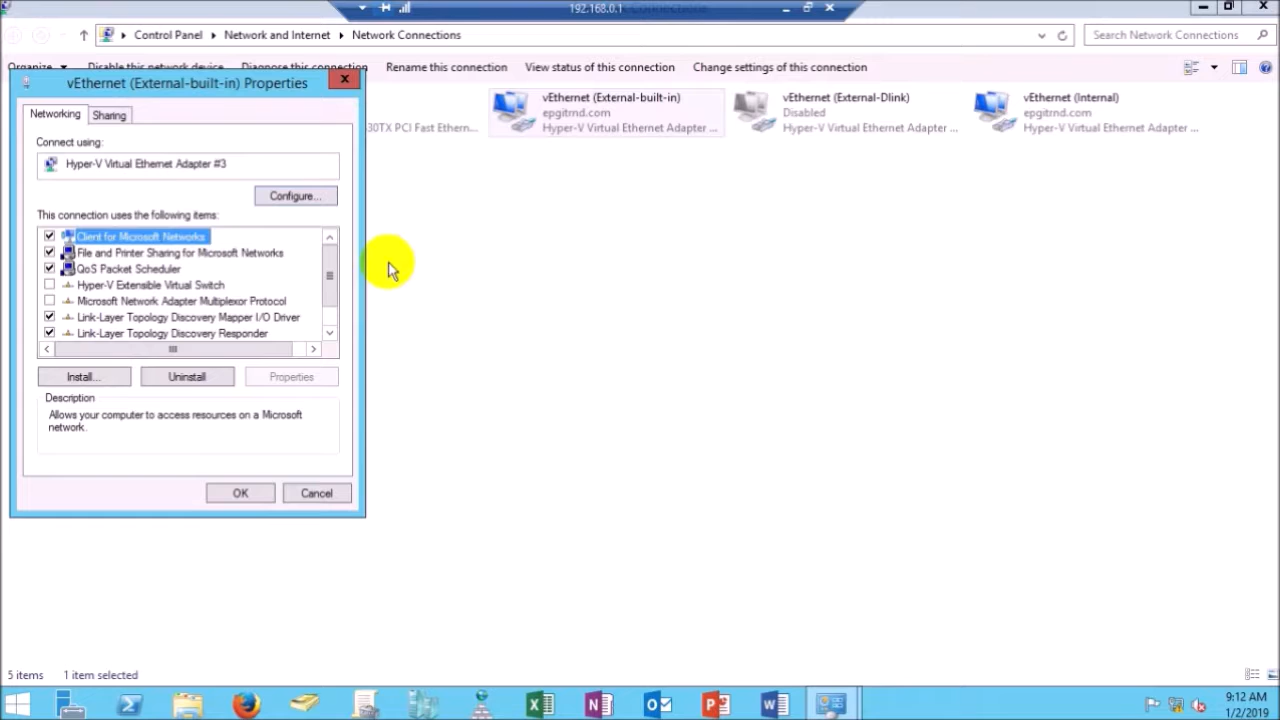 192.168.0.1
Control Panel Network and Internet Network Connections
Search Network Connections
Organize Disable this network device Diagnose this connection Rename this connection View status of this connection Change settings of this connection
vEthernet (External-built-in) Properties X
Networking Sharing
Connect using:
Hyper-V Virtual Ethernet Adapter #3
Configure...
This connection uses the following items:
Client for Microsoft Networks
File and Printer Sharing for Microsoft Networks
QoS Packet Scheduler
Hyper-V Extensible Virtual Switch
Microsoft Network Adapter Multiplexor Protocol
Link-Layer Topology Discovery Mapper I/O Driver
Link-Layer Topology Discovery Responder
Install... Uninstall Properties
Description
Allows your computer to access resources on a Microsoft
network.
OK Cancel
30TX PCI Fast Ethern...
vEthernet (External-built-in)
epgitrnd.com
Hyper-V Virtual Ethernet Adapter ...
vEthernet (External-Dlink)
Disabled
Hyper-V Virtual Ethernet Adapter ...
vEthernet (Internal)
epgitrnd.com
Hyper-V Virtual Ethernet Adapter ...
5 items 1 item selected
9:12 AM
1/2/2019